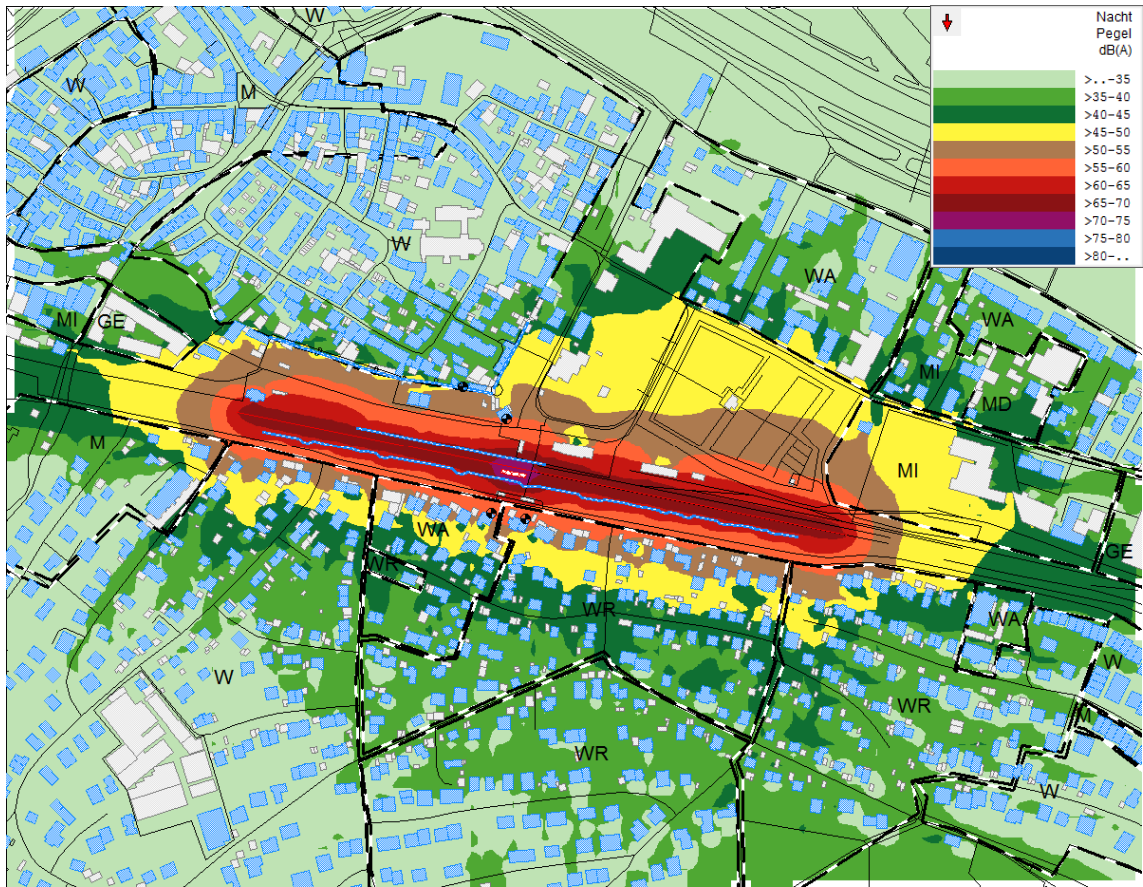 Nacht
Pegel
dB(A)
>..-35
>35-40
>40-45
>45-50
>50-55
>55-60
>60-65
>65-70
>70-75
>75-80
>80-..
W
W
M
W
WA
WA
MI
GE
MI
MD
M
MI
WA
GE
WR
WR
WA
W
W
M
WR
WR
W